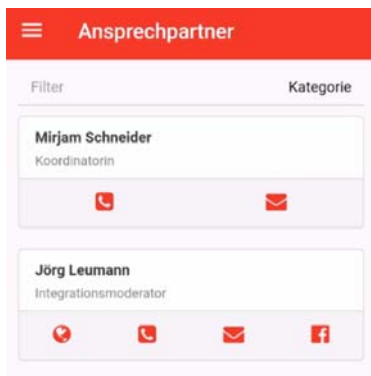 Ansprechpartner
Filter Kategorie
Mirjam Schneider
Koordinatorin
Jörg Leumann
Integrationsmoderator